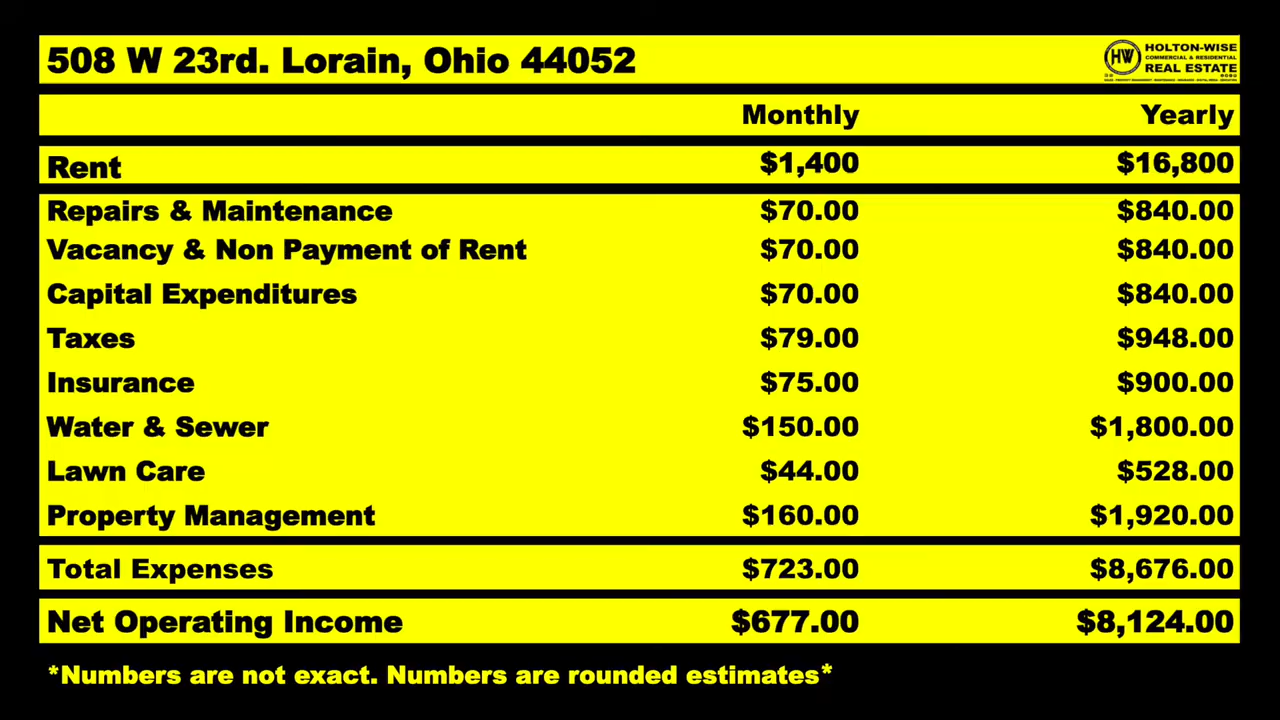 508 W 23rd. Lorain, Ohio 44052
HW
HOLTON-WISE
COMMERCIAL & RESIDENTIAL
REAL ESTATE
Monthly Yearly
Rent $1,400 $16,800
Repairs & Maintenance $70.00 $840.00
Vacancy & Non Payment of Rent $70.00 $840.00
Capital Expenditures $70.00 $840.00
Taxes $79.00 $948.00
Insurance $75.00 $900.00
Water & Sewer $150.00 $1,800.00
Lawn Care $44.00 $528.00
Property Management $160.00 $1,920.00
Total Expenses $723.00 $8,676.00
Net Operating Income $677.00 $8,124.00
*Numbers are not exact. Numbers are rounded estimates*